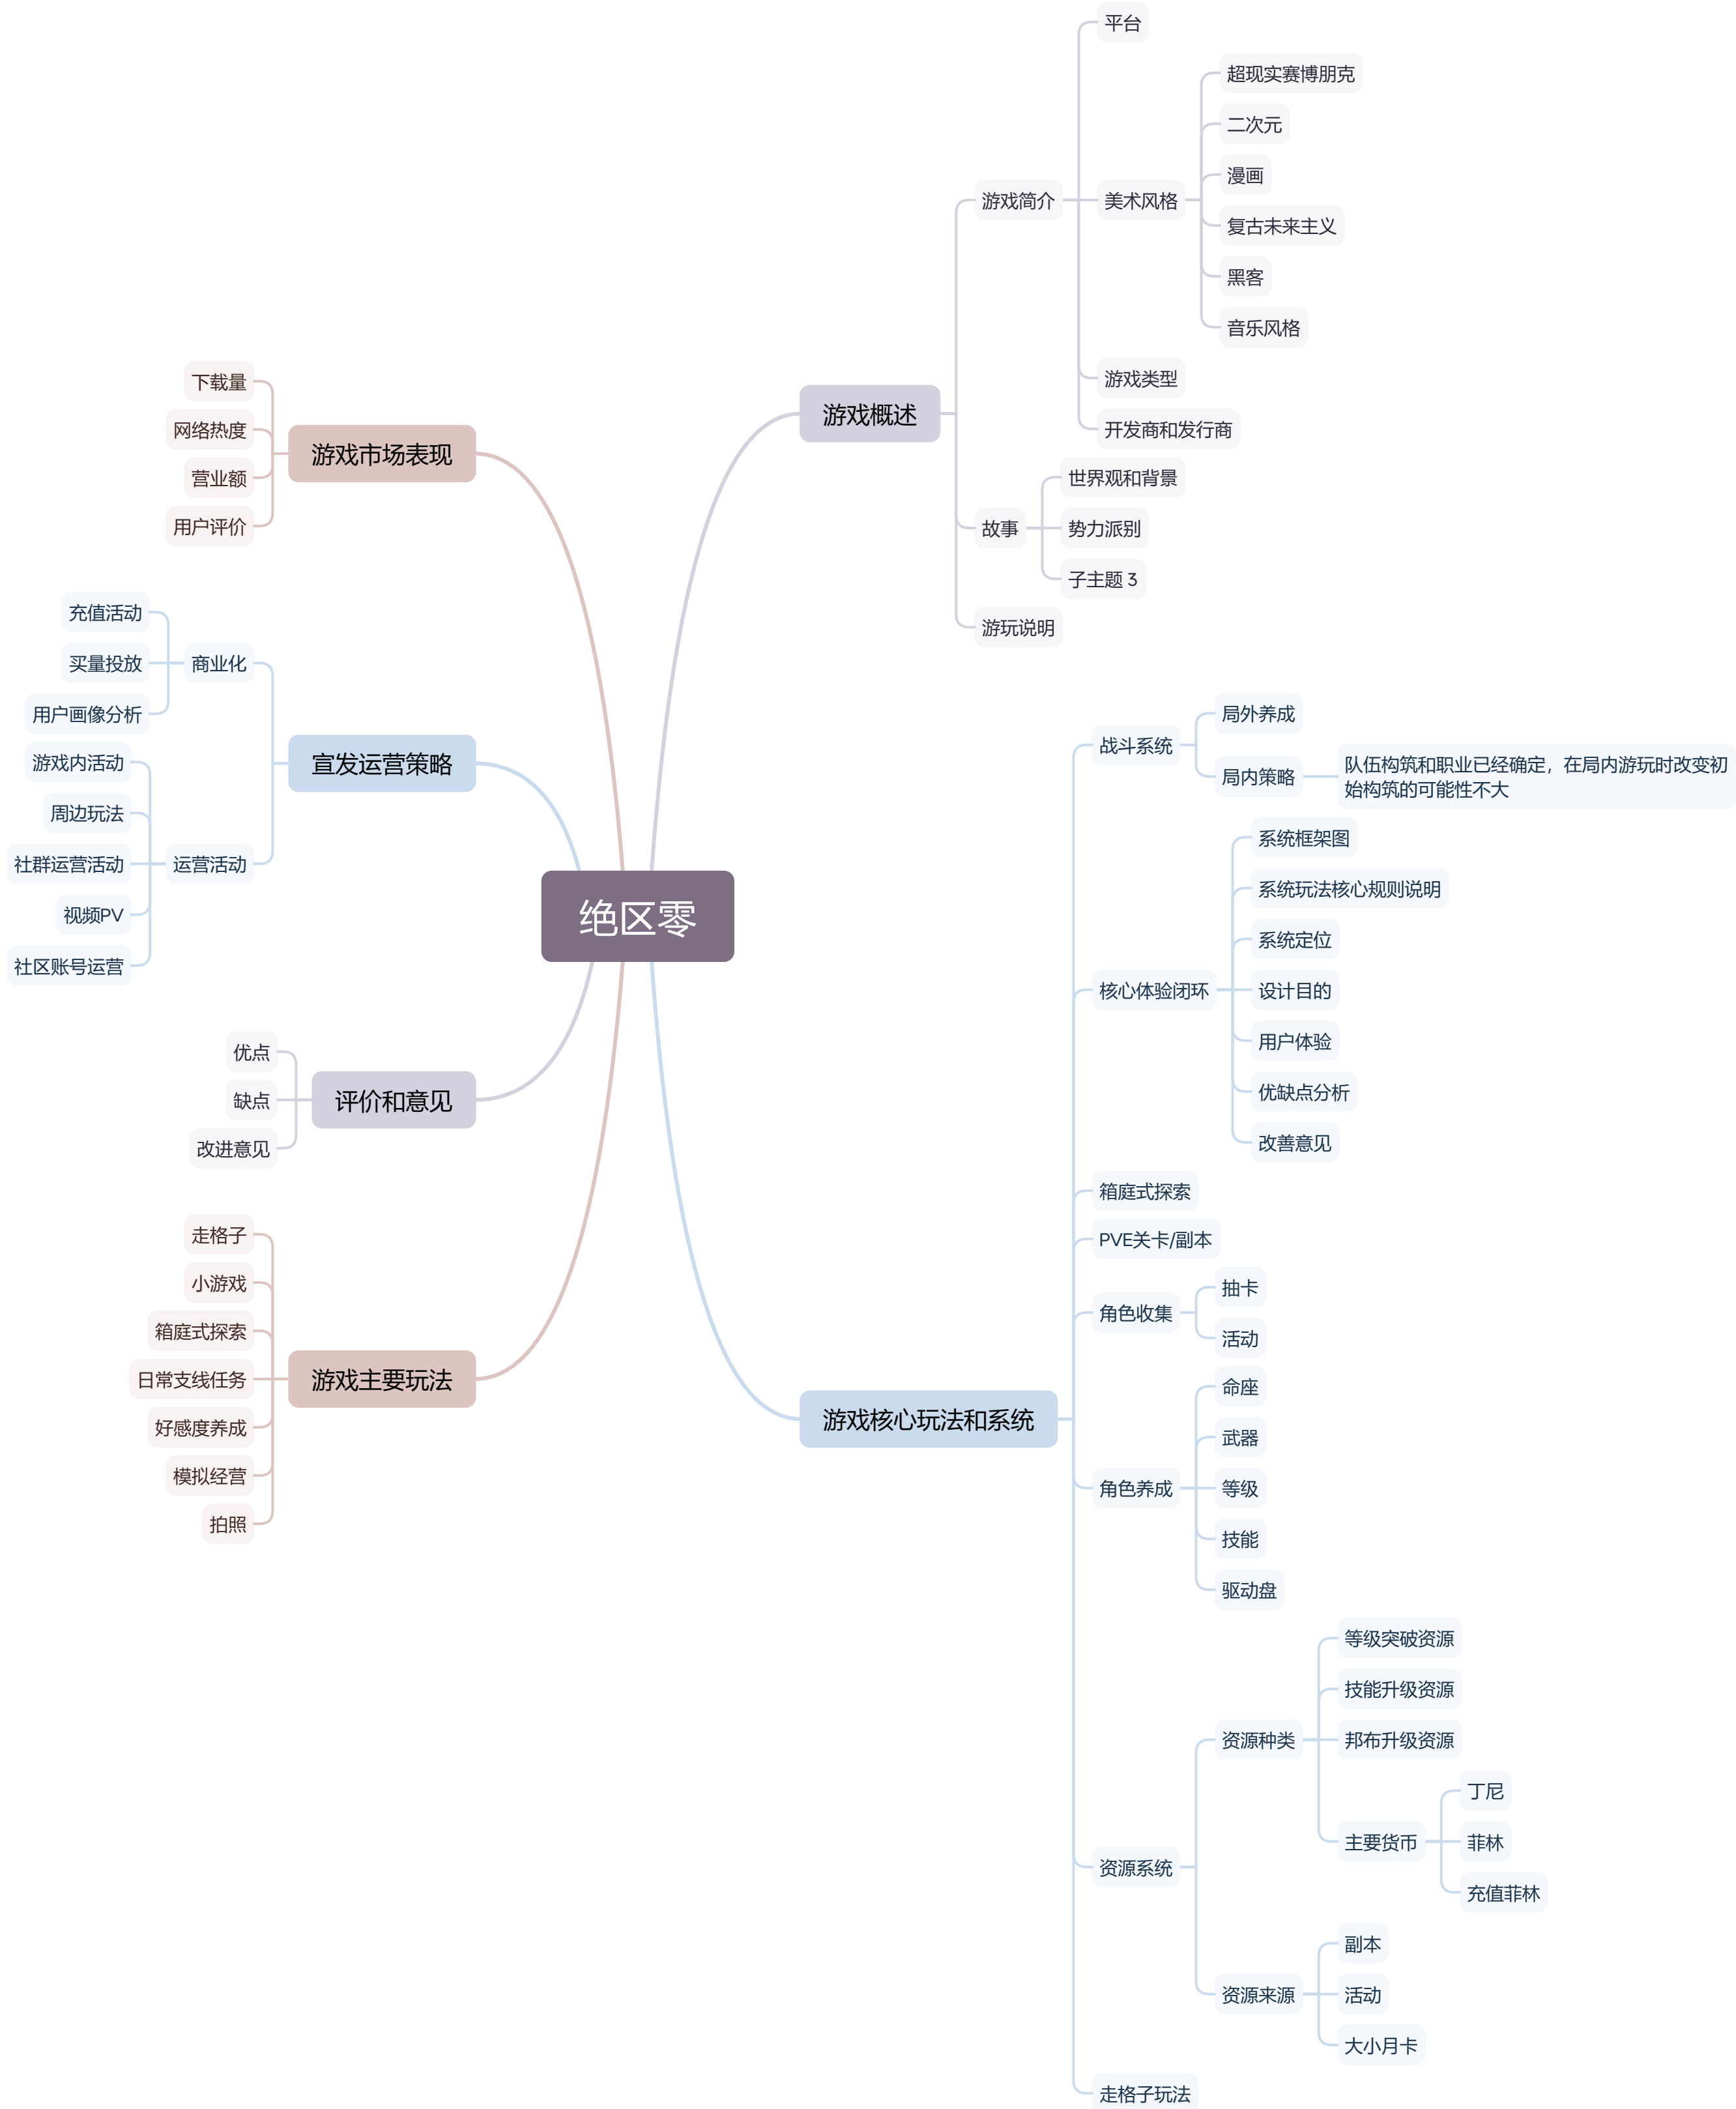 绝区零
游戏概述
游戏简介
平台
美术风格
超现实赛博朋克
二次元
漫画
复古未来主义
黑客
音乐风格
游戏类型
开发商和发行商
故事
世界观和背景
势力派别
子主题 3
游玩说明
游戏核心玩法和系统
战斗系统
局外养成
局内策略
队伍构筑和职业已经确定，在局内游玩时改变初
始构筑的可能性不大
核心体验闭环
系统框架图
系统玩法核心规则说明
系统定位
设计目的
用户体验
优缺点分析
改善意见
箱庭式探索
PVE关卡/副本
角色收集
抽卡
活动
角色养成
命座
武器
等级
技能
驱动盘
资源系统
资源种类
等级突破资源
技能升级资源
邦布升级资源
主要货币
丁尼
菲林
充值菲林
资源来源
副本
活动
大小月卡
走格子玩法
游戏市场表现
下载量
网络热度
营业额
用户评价
宣发运营策略
商业化
充值活动
买量投放
用户画像分析
运营活动
游戏内活动
周边玩法
社群运营活动
视频PV
社区账号运营
评价和意见
优点
缺点
改进意见
游戏主要玩法
走格子
小游戏
箱庭式探索
日常支线任务
好感度养成
模拟经营
拍照